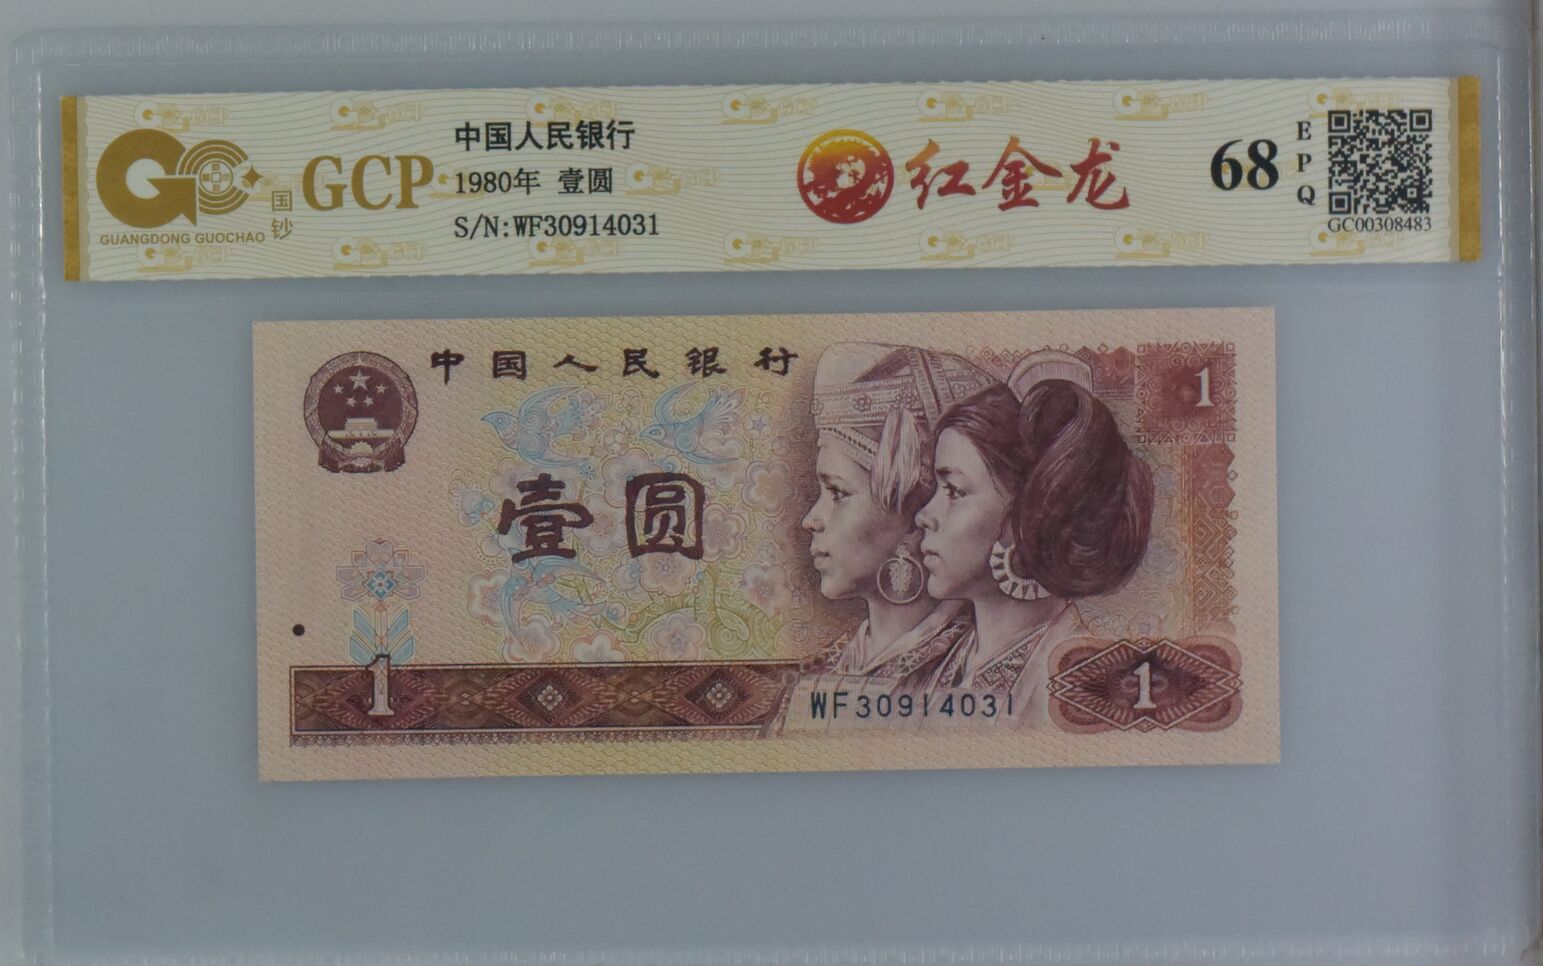 GUANGDONG GUOCHAO
国钞
GCP
中国人民银行
1980年 壹圆
S/N:WF30914031
红金龙
68
EPQ
GC00308483
中国人民银行
1
壹圆
1
WF30914031
1